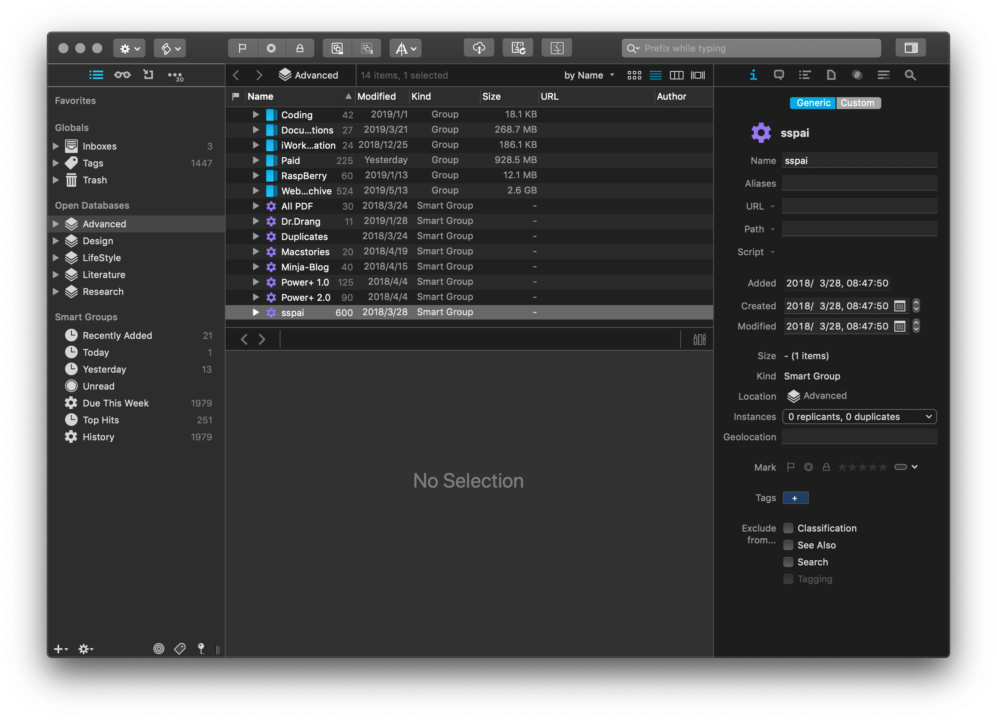 Prefix while typing
30
Advanced
14 items, 1 selected
by Name
Favorites
Globals
Inboxes 3
Tags 1447
Trash
Open Databases
Advanced
Design
LifeStyle
Literature
Research
Smart Groups
Recently Added 21
Today 1
Yesterday 13
Unread
Due This Week 1979
Top Hits 251
History 1979
Name Modified Kind Size URL Author
Coding 42 2019/1/1 Group 18.1 KB
Docu...tions 27 2019/3/21 Group 268.7 MB
iWork...ation 24 2018/12/25 Group 186.1 KB
Paid 225 Yesterday Group 928.5 MB
RaspBerry 60 2019/1/13 Group 12.1 MB
Web...chive 524 2019/5/13 Group 2.6 GB
All PDF 30 2018/3/24 Smart Group -
Dr.Drang 11 2019/1/28 Smart Group -
Duplicates 2018/3/24 Smart Group -
Macstories 20 2018/4/19 Smart Group -
Minja-Blog 40 2018/4/15 Smart Group -
Power+ 1.0 125 2018/4/4 Smart Group -
Power+ 2.0 90 2018/4/4 Smart Group -
sspai 600 2018/3/28 Smart Group -
No Selection
Generic Custom
sspai
Name sspai
Aliases
URL
Path
Script
Added 2018/ 3/28, 08:47:50
Created 2018/ 3/28, 08:47:50
Modified 2018/ 3/28, 08:47:50
Size - (1 items)
Kind Smart Group
Location Advanced
Instances 0 replicants, 0 duplicates
Geolocation
Mark
Tags +
Exclude from... Classification
See Also
Search
Tagging